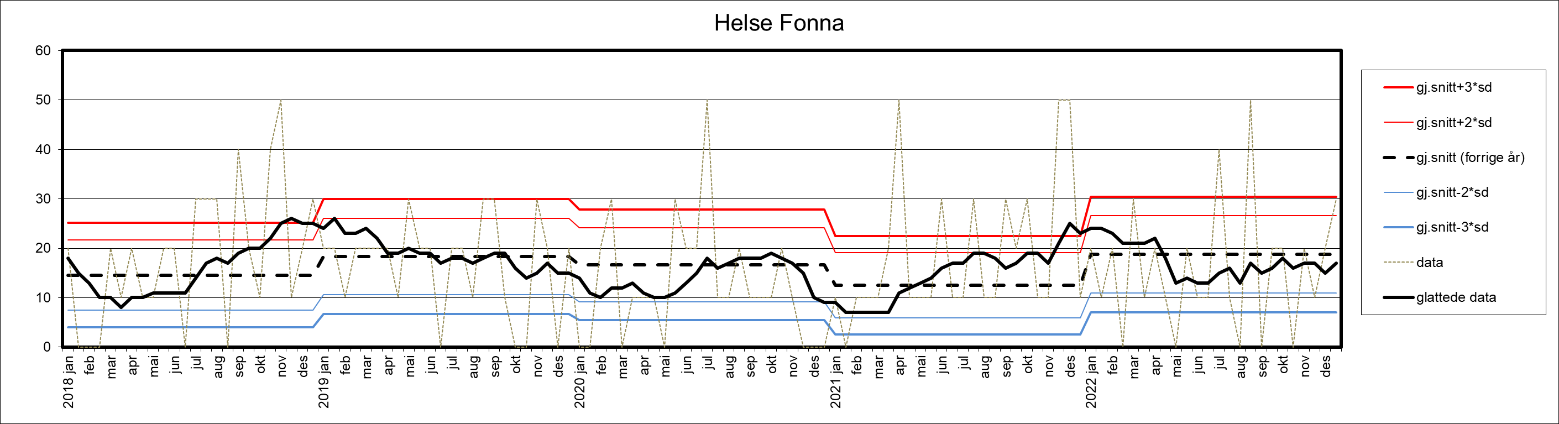 Helse Fonna
60
50
40
30
20
10
0
2018 jan
feb
mar
apr
mai
jun
jul
aug
sep
okt
nov
des
2019 jan
feb
mar
apr
mai
jun
jul
aug
sep
okt
nov
des
2020 jan
feb
mar
apr
mai
jun
jul
aug
sep
okt
nov
des
2021 jan
feb
mar
apr
mai
jun
jul
aug
sep
okt
nov
des
2022 jan
feb
mar
apr
mai
jun
jul
aug
sep
okt
nov
des
gj.snitt+3*sd
gj.snitt+2*sd
gj.snitt (forrige år)
gj.snitt-2*sd
gj.snitt-3*sd
data
glattede data